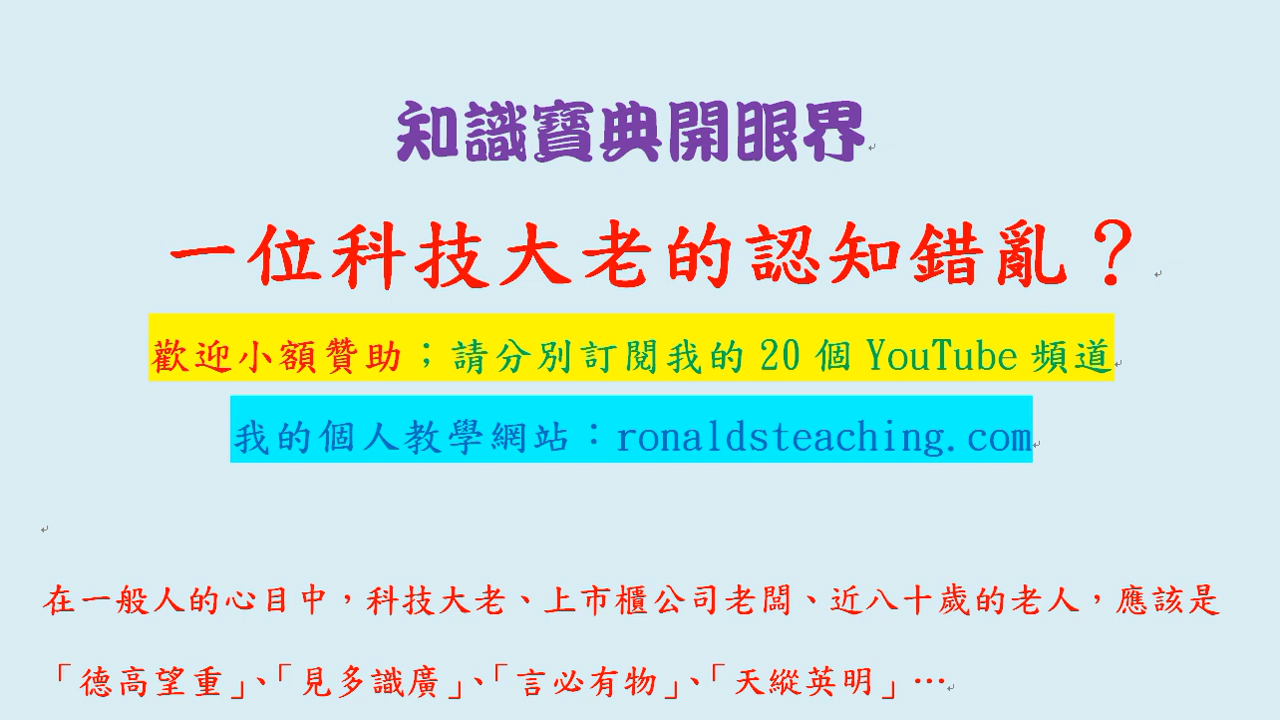 知識寶典開眼界
一位科技大老的認知錯亂？
歡迎小額贊助；請分別訂閱我的 20 個 YouTube 頻道
我的個人教學網站：ronaldsteaching.com
在一般人的心目中，科技大老、上市櫃公司老闆、近八十歲的老人，應該是
「德高望重」、「見多識廣」、「言必有物」、「天縱英明」…